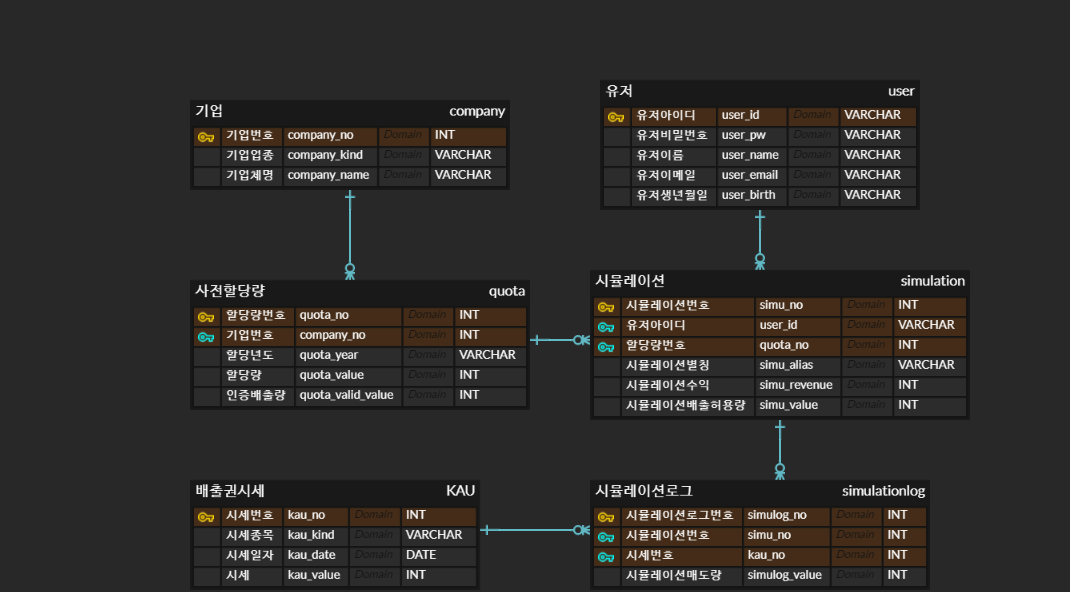 기업 company
기업번호 company_no Domain INT
기업업종 company_kind Domain VARCHAR
기업체명 company_name Domain VARCHAR
유저 user
유저아이디 user_id Domain VARCHAR
유저비밀번호 user_pw Domain VARCHAR
유저이름 user_name Domain VARCHAR
유저이메일 user_email Domain VARCHAR
유저생년월일 user_birth Domain VARCHAR
사전할당량 quota
할당량번호 quota_no Domain INT
기업번호 company_no Domain INT
할당년도 quota_year Domain VARCHAR
할당량 quota_value Domain INT
인증배출량 quota_valid_value Domain INT
시뮬레이션 simulation
시뮬레이션번호 simu_no Domain INT
유저아이디 user_id Domain VARCHAR
할당량번호 quota_no Domain INT
시뮬레이션별칭 simu_alias Domain VARCHAR
시뮬레이션수익 simu_revenue Domain INT
시뮬레이션배출허용량 simu_value Domain INT
배출권시세 KAU
시세번호 kau_no Domain INT
시세종목 kau_kind Domain VARCHAR
시세일자 kau_date Domain DATE
시세 kau_value Domain INT
시뮬레이션로그 simulationlog
시뮬레이션로그번호 simulog_no Domain INT
시뮬레이션번호 simu_no Domain INT
시세번호 kau_no Domain INT
시뮬레이션매도량 simulog_value Domain INT